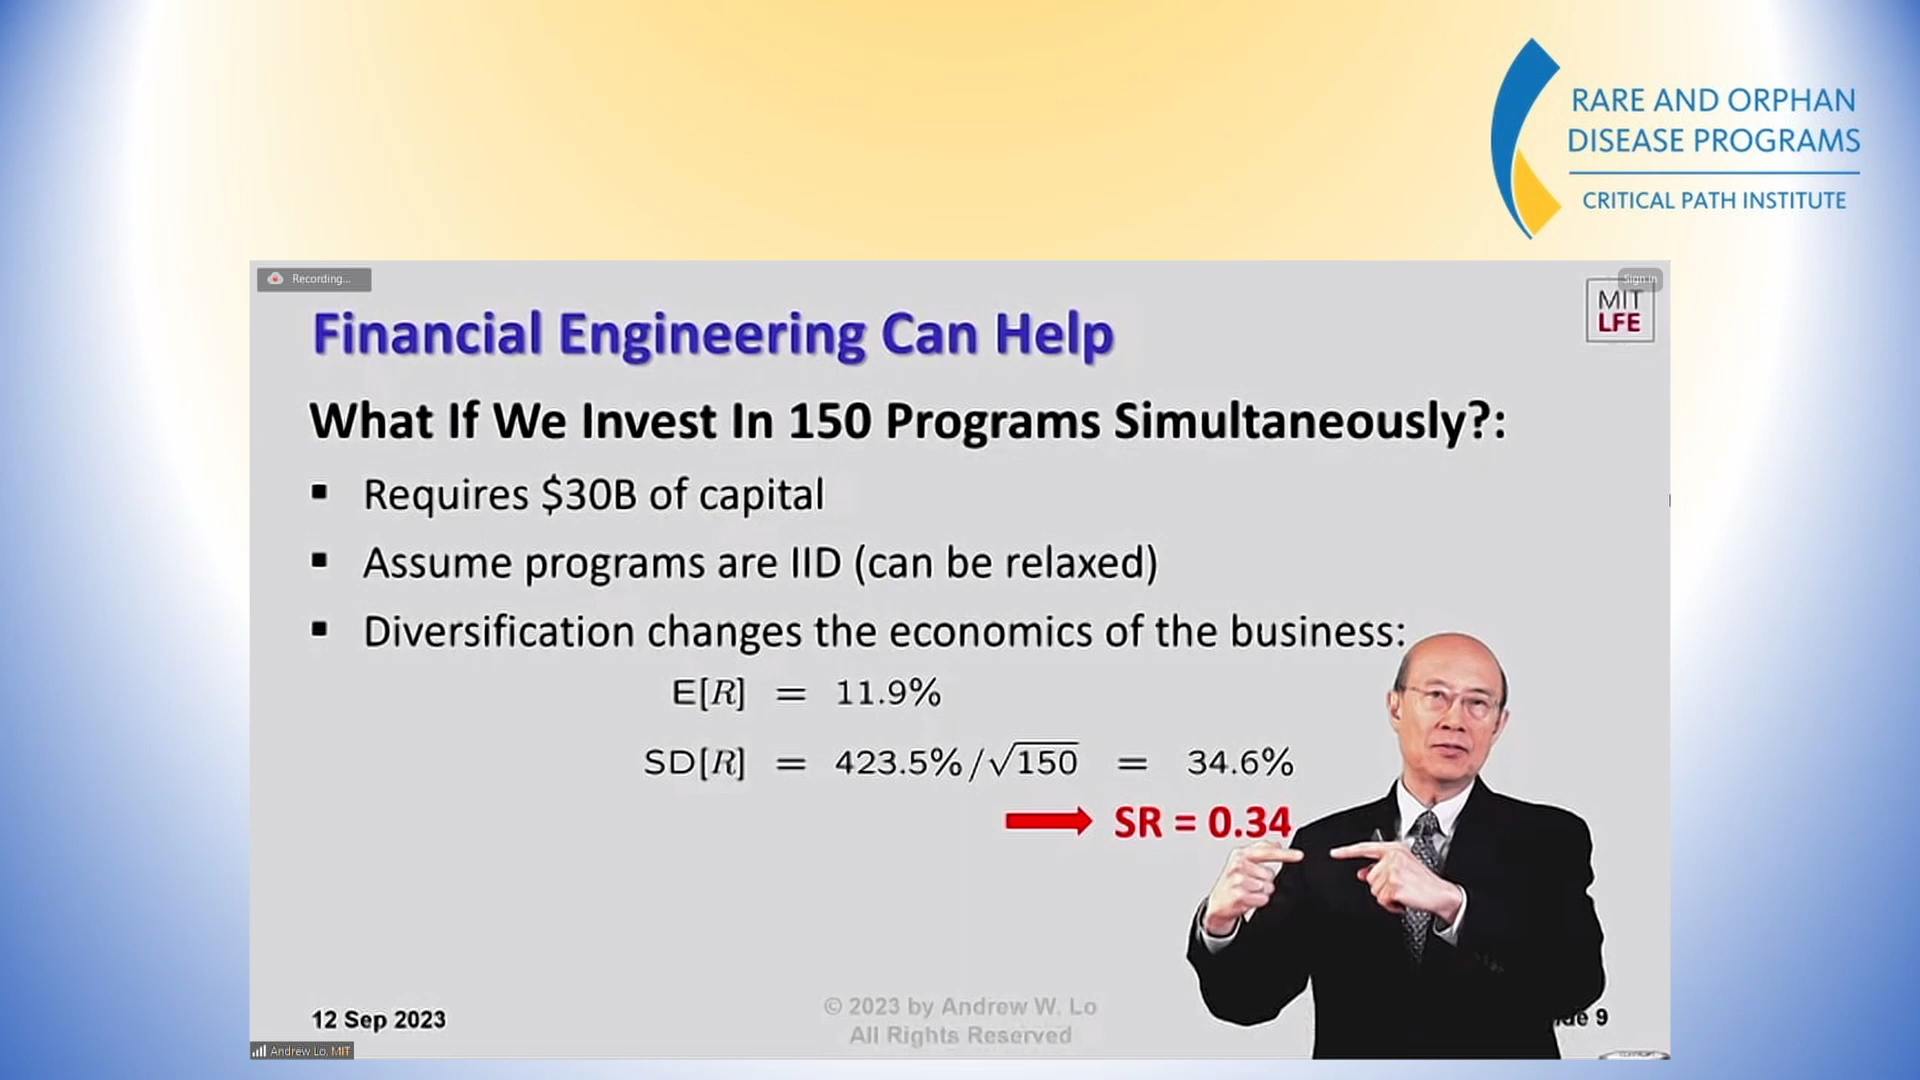 RARE AND ORPHAN
DISEASE PROGRAMS
CRITICAL PATH INSTITUTE
Recording...
Sign in
MIT
LFE
Financial Engineering Can Help
What If We Invest In 150 Programs Simultaneously?:
▪ Requires $30B of capital
▪ Assume programs are IID (can be relaxed)
▪ Diversification changes the economics of the business:
E[R] = 11.9%
SD[R] = 423.5%/√150 = 34.6%
SR = 0.34
12 Sep 2023
© 2023 by Andrew W. Lo
All Rights Reserved
9
Andrew Lo, MIT